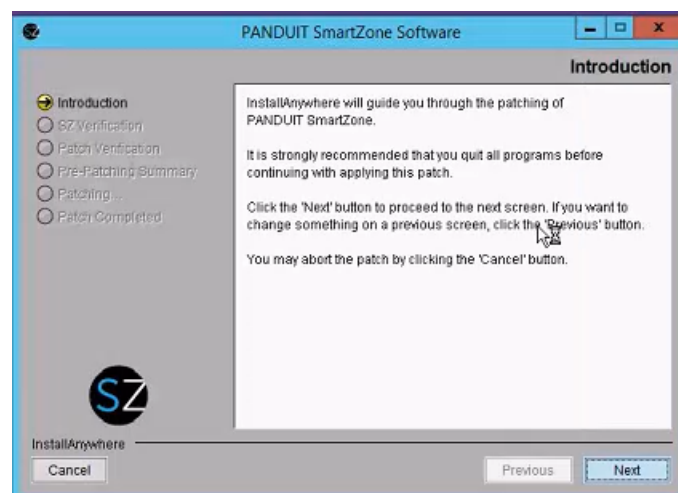 SZ
PANDUIT SmartZone Software
Introduction
Introduction
SZ Verification
Patch Verification
Pre-Patching Summary
Patching...
Patch Completed
InstallAnywhere will guide you through the patching of
PANDUIT SmartZone.
It is strongly recommended that you quit all programs before
continuing with applying this patch.
Click the 'Next' button to proceed to the next screen. If you want to
change something on a previous screen, click the 'Previous' button.
You may abort the patch by clicking the 'Cancel' button.
SZ
InstallAnywhere
Cancel
Previous
Next